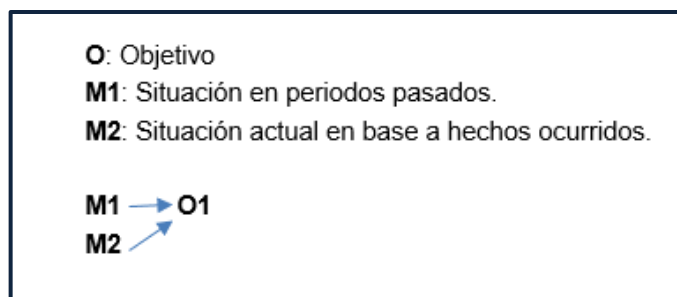 O: Objetivo
M1: Situación en periodos pasados.
M2: Situación actual en base a hechos ocurridos.
M1 O1
M2